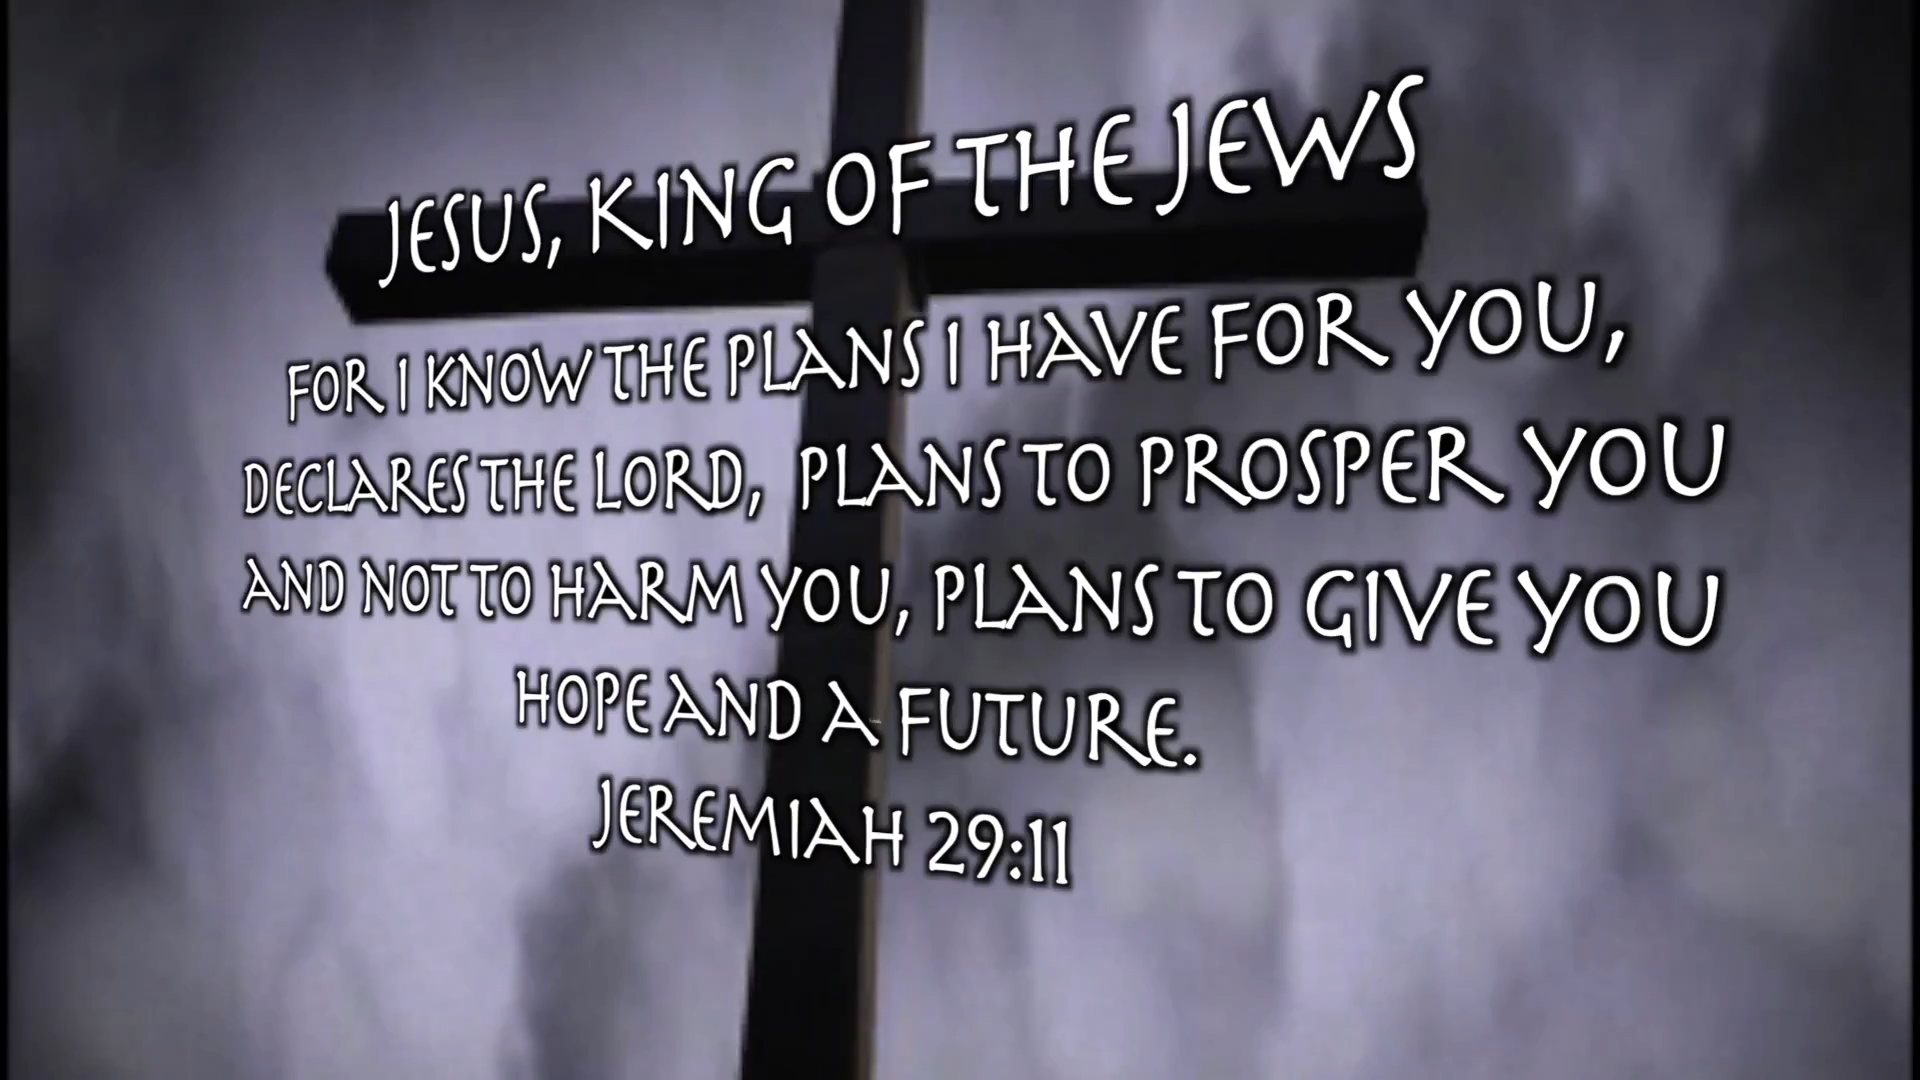 JESUS, KING OF THE JEWS
FOR I KNOW THE PLANS I HAVE FOR YOU,
DECLARES THE LORD, PLANS TO PROSPER YOU
AND NOT TO HARM YOU, PLANS TO GIVE YOU
HOPE AND A FUTURE.
JEREMIAH 29:11